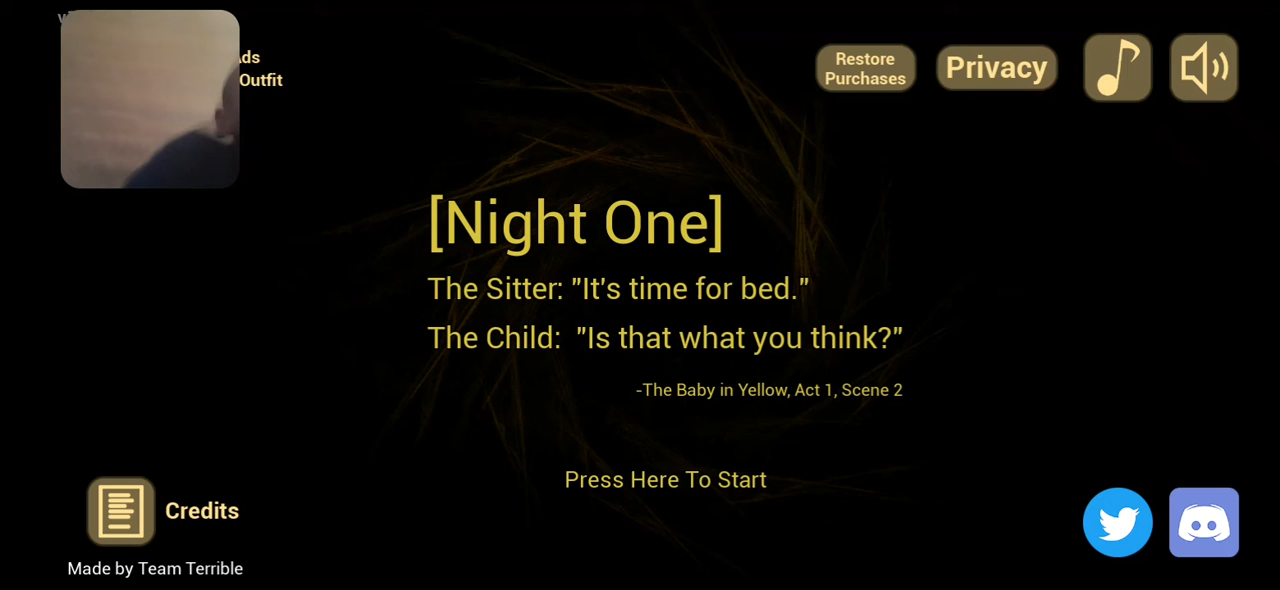 Outfit
Restore
Purchases
Privacy
[Night One]
The Sitter: "It's time for bed."
The Child:  "Is that what you think?"
-The Baby in Yellow, Act 1, Scene 2
Press Here To Start
Credits
Made by Team Terrible